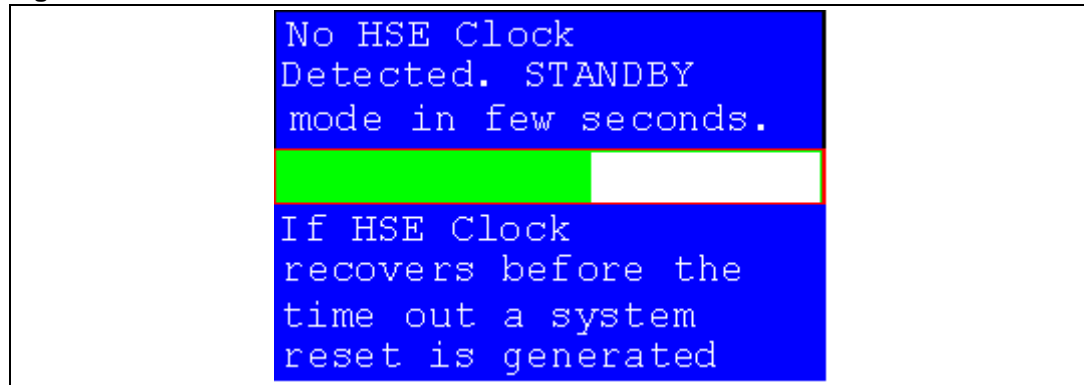 No HSE Clock
Detected. STANDBY
mode in few seconds.
If HSE Clock
recovers before the
time out a system
reset is generated